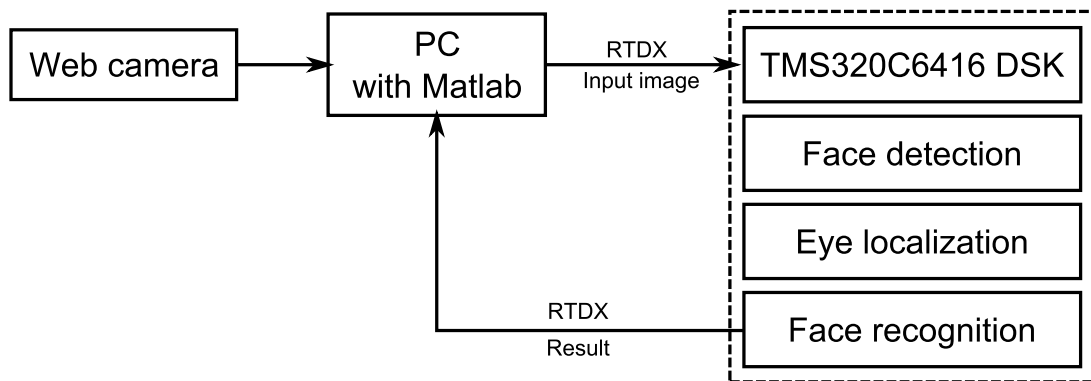 Web camera
PC
with Matlab
RTDX
Input image
TMS320C6416 DSK
Face detection
Eye localization
Face recognition
RTDX
Result